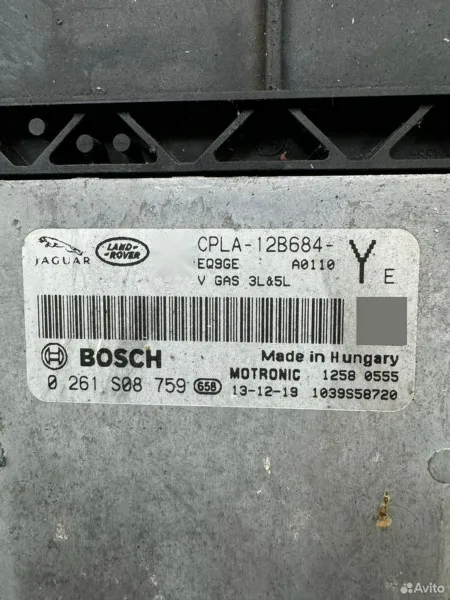 JAGUAR
LAND-
ROVER
CPLA-12B684-
Y E
EQ9GE A0110
V GAS 3L&5L
BOSCH
Made in Hungary
MOTRONIC 1258 0555
0 261 S08 759 658
13-12-19 1039S58720
Avito